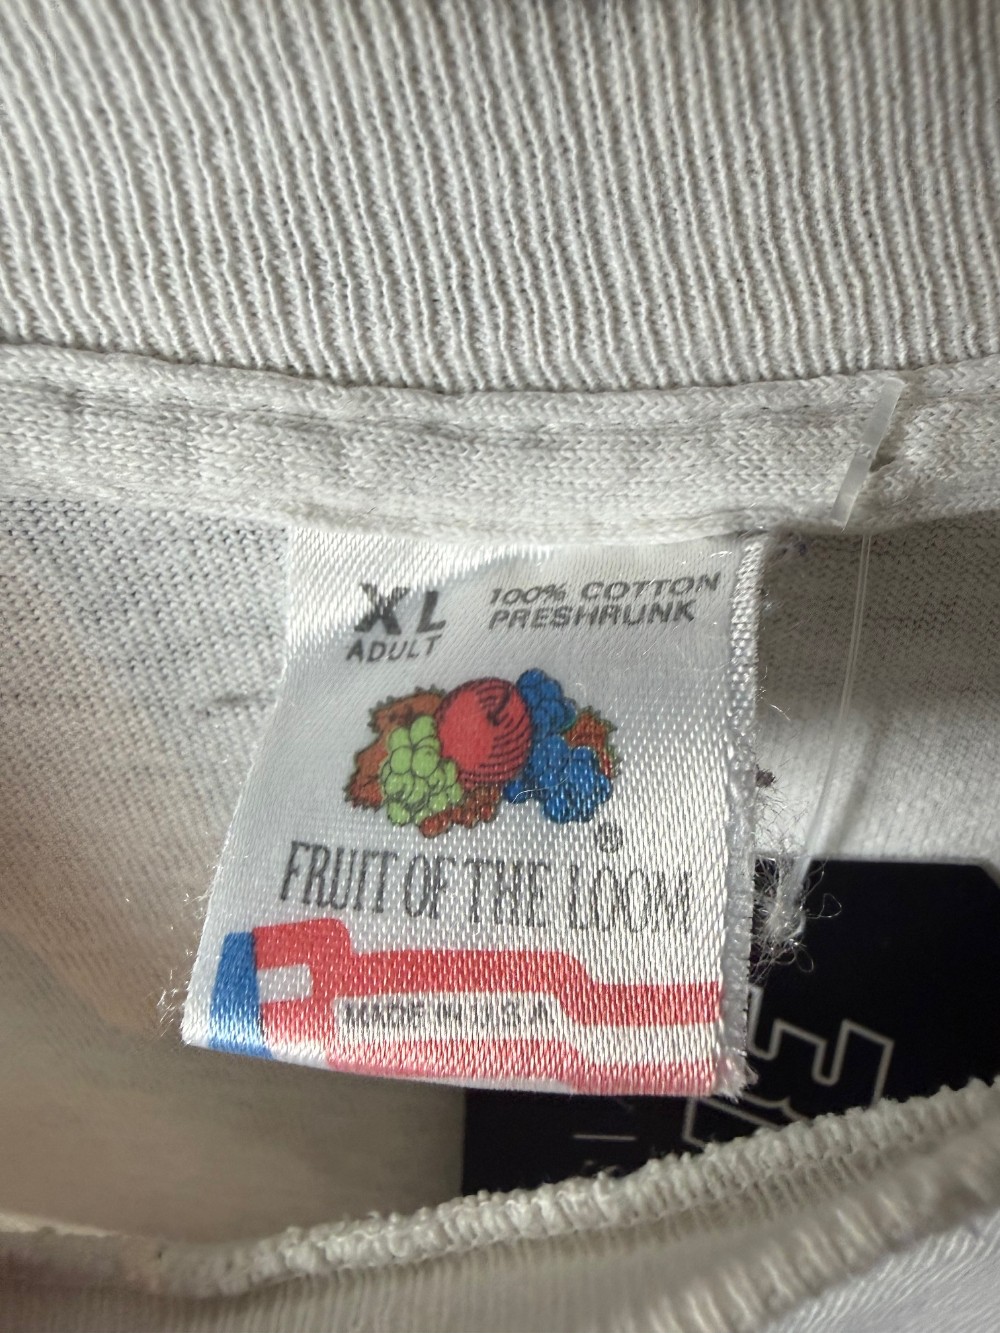 XL
ADULT
100% COTTON
PRESHRUNK
®
FRUIT OF THE LOOM
MADE IN U.S.A.